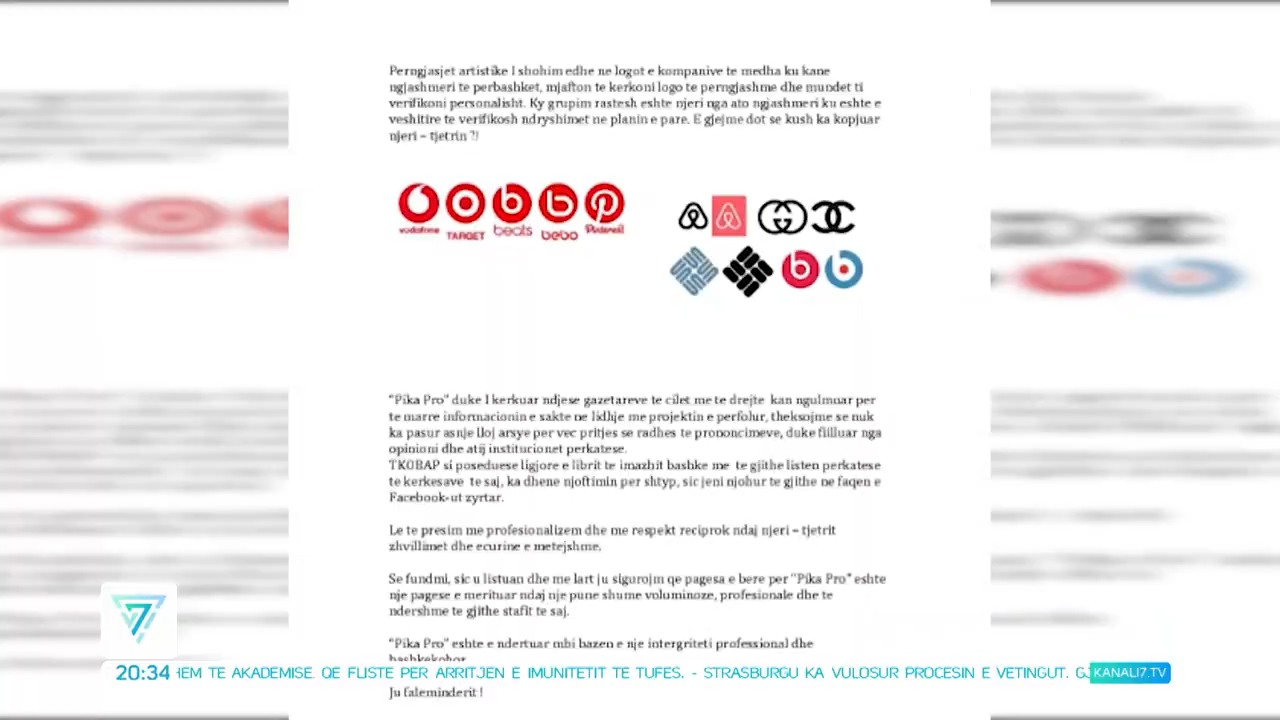 Perngjasjet artistike I shohim edhe ne logot e kompanive te medha ku kane
ngjashmeri te perbashket, mjafton te kerkoni logo te perngjashme dhe mundet ti
verifikoni personalisht. Ky grupim rastesh eshte njeri nga ato ngjashmeri ku eshte e
veshitire te verifikosh ndryshimet ne planin e pare. E gjejme dot se kush ka kopjuar
njeri – tjetrin ?!
vodafone TARGET beats bebo Pinterest
"Pika Pro" duke I kerkuar ndjese gazetareve te cilet me te drejte kan ngulmuar per
te marre informacionin e sakte ne lidhje me projektin e perfolur, theksojme se nuk
ka pasur asnje lloj arsye per vec pritjes se radhes te prononcimeve, duke fiilluar nga
opinioni dhe atij institucionet perkatese.
TKOBAP si poseduese ligjore e librit te imazhit bashke me te gjithe listen perkatese
te kerkesave te saj, ka dhene njoftimin per shtyp, sic jeni njohur te gjithe ne faqen e
Facebook-ut zyrtar.
Le te presim me profesionalizem dhe me respekt reciprok ndaj njeri – tjetrit
zhvillimet dhe ecurine e metejshme.
Se fundmi, sic u listuan dhe me lart ju sigurojm qe pagesa e bere per "Pika Pro" eshte
nje pagese e merituar ndaj nje pune shume voluminoze, profesionale dhe te
ndershme te gjithe stafit te saj.
"Pika Pro" eshte e ndertuar mbi bazen e nje intergriteti professional dhe
bashkekohor
20:34 HEM TE AKADEMISE, QE FLISTE PER ARRITJEN E IMUNITETIT TE TUFES. - STRASBURGU KA VULOSUR PROCESIN E VETINGUT. KANALI7.TV
Ju faleminderit !